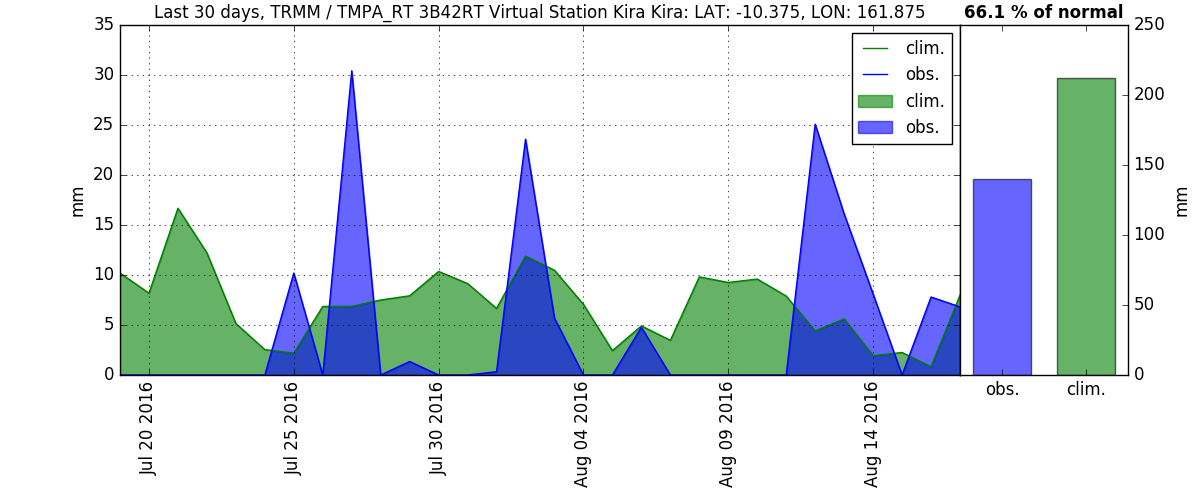 Last 30 days, TRMM / TMPA_RT 3B42RT Virtual Station Kira Kira: LAT: -10.375, LON: 161.875
66.1 % of normal
35
30
25
20
15
10
5
0
mm
clim.
obs.
clim.
obs.
250
200
150
100
50
0
mm
Jul 20 2016
Jul 25 2016
Jul 30 2016
Aug 04 2016
Aug 09 2016
Aug 14 2016
obs.
clim.